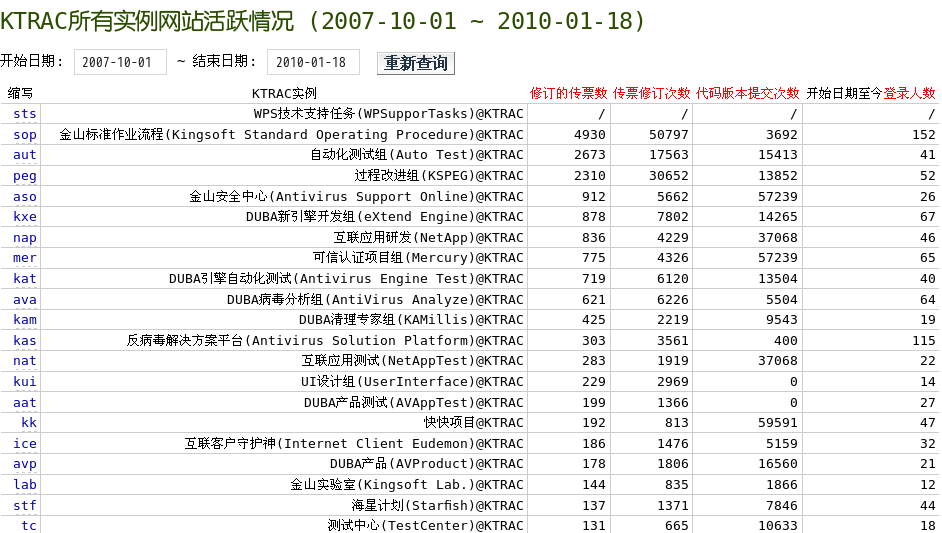 KTRAC所有实例网站活跃情况 (2007-10-01 ~ 2010-01-18)
开始日期: 2007-10-01 ~ 结束日期: 2010-01-18 重新查询
缩写 KTRAC实例 修订的传票数 传票修订次数 代码版本提交次数 开始日期至今登录人数
sts WPS技术支持任务(WPSupporTasks)@KTRAC / / / /
sop 金山标准作业流程(Kingsoft Standard Operating Procedure)@KTRAC 4930 50797 3692 152
aut 自动化测试组(Auto Test)@KTRAC 2673 17563 15413 41
peg 过程改进组(KSPEG)@KTRAC 2310 30652 13852 52
aso 金山安全中心(Antivirus Support Online)@KTRAC 912 5662 57239 26
kxe DUBA新引擎开发组(eXtend Engine)@KTRAC 878 7802 14265 67
nap 互联应用研发(NetApp)@KTRAC 836 4229 37068 46
mer 可信认证项目组(Mercury)@KTRAC 775 4326 57239 65
kat DUBA引擎自动化测试(Antivirus Engine Test)@KTRAC 719 6120 13504 40
ava DUBA病毒分析组(AntiVirus Analyze)@KTRAC 621 6226 5504 64
kam DUBA清理专家组(KAMillis)@KTRAC 425 2219 9543 19
kas 反病毒解决方案平台(Antivirus Solution Platform)@KTRAC 303 3561 400 115
nat 互联应用测试(NetAppTest)@KTRAC 283 1919 37068 22
kui UI设计组(UserInterface)@KTRAC 229 2969 0 14
aat DUBA产品测试(AVAppTest)@KTRAC 199 1366 0 27
kk 快快项目@KTRAC 192 813 59591 47
ice 互联客户守护神(Internet Client Eudemon)@KTRAC 186 1476 5159 32
avp DUBA产品(AVProduct)@KTRAC 178 1806 16560 21
lab 金山实验室(Kingsoft Lab.)@KTRAC 144 835 1866 12
stf 海星计划(Starfish)@KTRAC 137 1371 7846 44
tc 测试中心(TestCenter)@KTRAC 131 665 10633 18